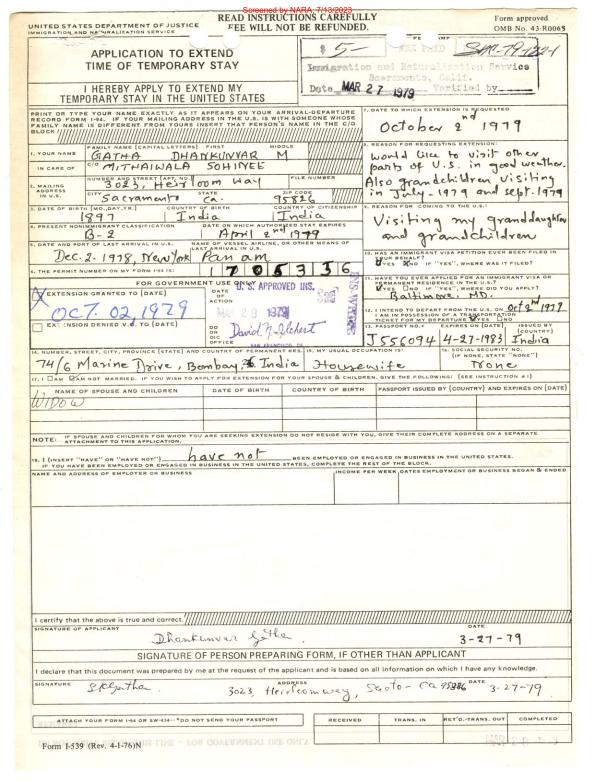 Screened by NARA, 7/13/2023
UNITED STATES DEPARTMENT OF JUSTICE
IMMIGRATION AND NATURALIZATION SERVICE
READ INSTRUCTIONS CAREFULLY
FEE WILL NOT BE REFUNDED.
Form approved
OMB No. 43-R0065
APPLICATION TO EXTEND
TIME OF TEMPORARY STAY
I HEREBY APPLY TO EXTEND MY
TEMPORARY STAY IN THE UNITED STATES
$ 5-
Immigration and Naturalization Service
Sacramento, Calif.
Date MAR 27 1979 Verified by
PRINT OR TYPE YOUR NAME EXACTLY AS IT APPEARS ON YOUR ARRIVAL-DEPARTURE
RECORD FORM I-94. IF YOUR MAILING ADDRESS IN THE U.S. IS WITH SOMEONE WHOSE
FAMILY NAME IS DIFFERENT FROM YOURS INSERT THAT PERSON'S NAME IN THE C/O
BLOCK
1. YOUR NAME
FAMILY NAME (CAPITAL LETTERS) FIRST MIDDLE
GATHA DHANKUNVAR M
IN CARE OF
C/O MITHAIWALA SOHINEE
2. MAILING
ADDRESS
IN U.S.
NUMBER AND STREET (APT. NO.) FILE NUMBER
3023, Heirloom way
CITY STATE ZIP CODE
Sacramento ca. 95826
3. DATE OF BIRTH (MO.,DAY,YR.) COUNTRY OF BIRTH COUNTRY OF CITIZENSHIP
1897 India India
4. PRESENT NONIMMIGRANT CLASSIFICATION DATE ON WHICH AUTHORIZED STAY EXPIRES
B-2 April 2nd 1979
5. DATE AND PORT OF LAST ARRIVAL IN U.S. NAME OF VESSEL, AIRLINE, OR OTHER MEANS OF
LAST ARRIVAL IN U.S.
Dec. 2. 1978, New York Pan am
6. THE PERMIT NUMBER ON MY FORM I-94 IS:
FOR GOVERNMENT USE ONLY
X EXTENSION GRANTED TO (DATE)
OCT. 02, 1979
EXTENSION DENIED V.D. TO (DATE)
DATE
OF
ACTION
U. S. APPROVED INS.
DD
OR
OIC
OFFICE
7. DATE TO WHICH EXTENSION IS REQUESTED
October 2nd 1979
8. REASON FOR REQUESTING EXTENSION:
would like to visit other
parts of U.S. in good weather.
Also grandchildren visiting
in July-1979 and sept-1979
9. REASON FOR COMING TO THE U.S.:
Visiting my granddaughter
and grandchildren
10. HAS AN IMMIGRANT VISA PETITION EVER BEEN FILED IN
YOUR BEHALF?
YES NO IF "YES", WHERE WAS IT FILED?
11. HAVE YOU EVER APPLIED FOR AN IMMIGRANT VISA OR
PERMANENT RESIDENCE IN THE U.S.?
YES NO IF "YES", WHERE DID YOU APPLY?
Baltimore, MD.
12. I INTEND TO DEPART FROM THE U.S. ON Oct 2nd 1979
I AM IN POSSESSION OF A TRANSPORTATION
TICKET FOR MY DEPARTURE YES NO
13. PASSPORT NO. EXPIRES ON (DATE) ISSUED BY
(COUNTRY)
J556094 4-27-1983 India
14. NUMBER, STREET, CITY, PROVINCE (STATE) AND COUNTRY OF PERMANENT RES. 15. MY USUAL OCCUPATION IS: 16. SOCIAL SECURITY NO.
(IF NONE, STATE "NONE")
74/6 Marine Drive, Bombay, India Housewife None
17. I AM AM NOT MARRIED. IF YOU WISH TO APPLY FOR EXTENSION FOR YOUR SPOUSE & CHILDREN, GIVE THE FOLLOWING: (SEE INSTRUCTION #1)
NAME OF SPOUSE AND CHILDREN DATE OF BIRTH COUNTRY OF BIRTH PASSPORT ISSUED BY (COUNTRY) AND EXPIRES ON (DATE)
WIDOW
NOTE: IF SPOUSE AND CHILDREN FOR WHOM YOU ARE SEEKING EXTENSION DO NOT RESIDE WITH YOU, GIVE THEIR COMPLETE ADDRESS ON A SEPARATE
ATTACHMENT TO THIS APPLICATION.
18. I (INSERT "HAVE" OR "HAVE NOT") have not BEEN EMPLOYED OR ENGAGED IN BUSINESS IN THE UNITED STATES.
IF YOU HAVE BEEN EMPLOYED OR ENGAGED IN BUSINESS IN THE UNITED STATES, COMPLETE THE REST OF THE BLOCK.
NAME AND ADDRESS OF EMPLOYER OR BUSINESS INCOME PER WEEK DATES EMPLOYMENT OR BUSINESS BEGAN & ENDED
I certify that the above is true and correct.
SIGNATURE OF APPLICANT DATE
Dhankunvar Gatha. 3-27-79
SIGNATURE OF PERSON PREPARING FORM, IF OTHER THAN APPLICANT
I declare that this document was prepared by me at the request of the applicant and is based on all information on which I have any knowledge.
SIGNATURE ADDRESS DATE
3023, Heirloom way, Sacto- Ca 95826 3-27-79
ATTACH YOUR FORM I-94 OR SW-434-*DO NOT SEND YOUR PASSPORT
RECEIVED TRANS. IN RET'D.-TRANS. OUT COMPLETED
Form I-539 (Rev. 4-1-76)N